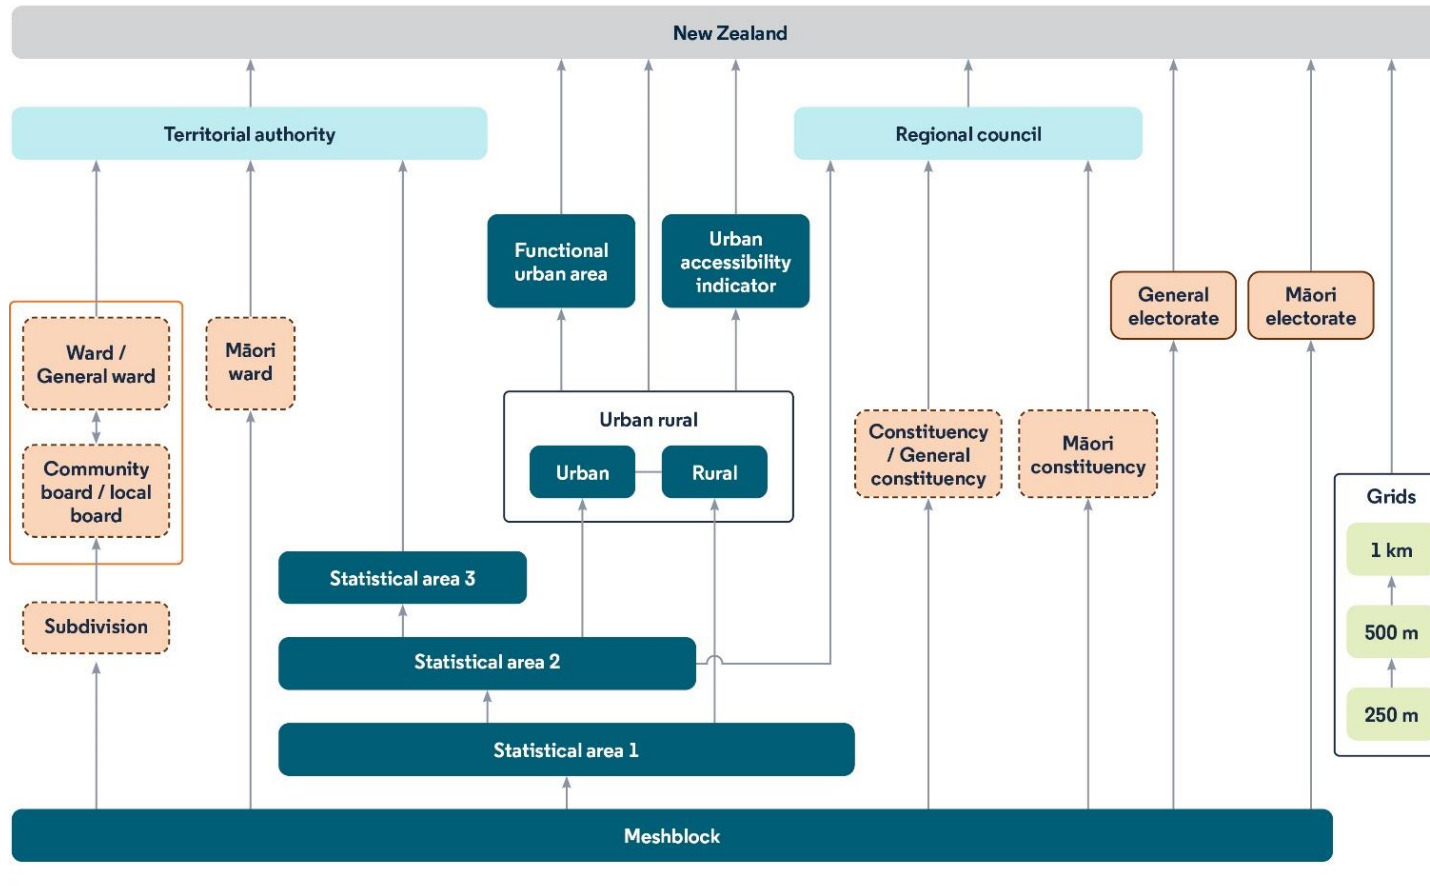 New Zealand
Territorial authority
Regional council
Functional
urban area
Urban
accessibility
indicator
General
electorate
Māori
electorate
Ward /
General ward
Māori
ward
Urban rural
Urban
Rural
Constituency
/ General
constituency
Māori
constituency
Community
board / local
board
Grids
1 km
Statistical area 3
Subdivision
500 m
Statistical area 2
250 m
Statistical area 1
Meshblock